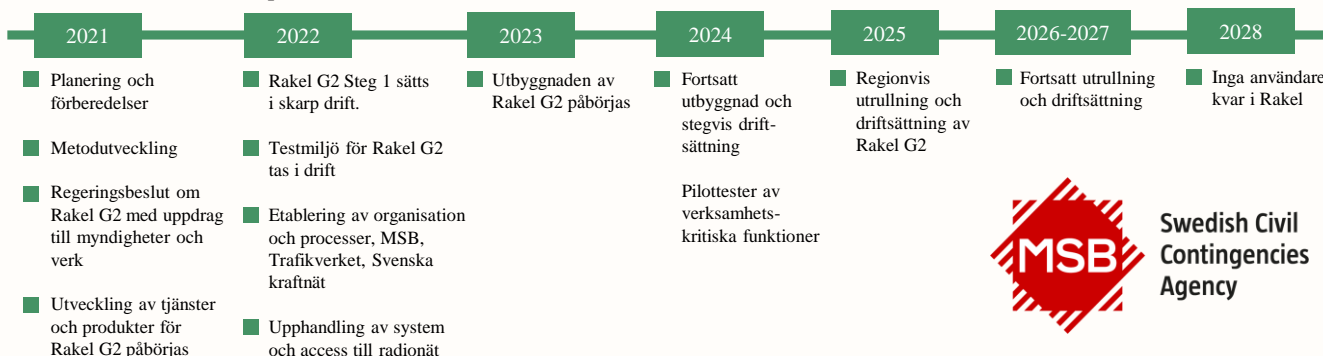 2021
Planering och
förberedelser
Metodutveckling
Regeringsbeslut om
Rakel G2 med uppdrag
till myndigheter och
verk
Utveckling av tjänster
och produkter för
Rakel G2 påbörjas
2022
Rakel G2 Steg 1 sätts
i skarp drift.
Testmiljö för Rakel G2
tas i drift
Etablering av organisation
och processer, MSB,
Trafikverket, Svenska
kraftnät
Upphandling av system
och access till radionät
2023
Utbyggnaden av
Rakel G2 påbörjas
2024
Fortsatt
utbyggnad och
stegvis drift-
sättning
Pilottester av
verksamhets-
kritiska funktioner
2025
Regionvis
utrullning och
driftsättning av
Rakel G2
2026-2027
Fortsatt utrullning
och driftsättning
2028
Inga användare
kvar i Rakel
MSB
Swedish Civil
Contingencies
Agency